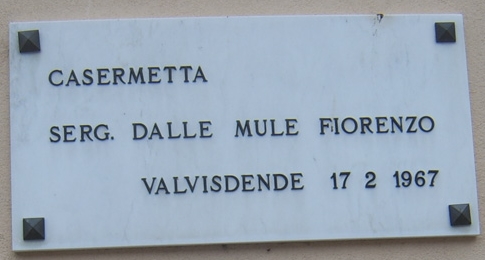 CASERMETTA
SERG. DALLE MULE FIORENZO
VALVISDENDE 17 2 1967